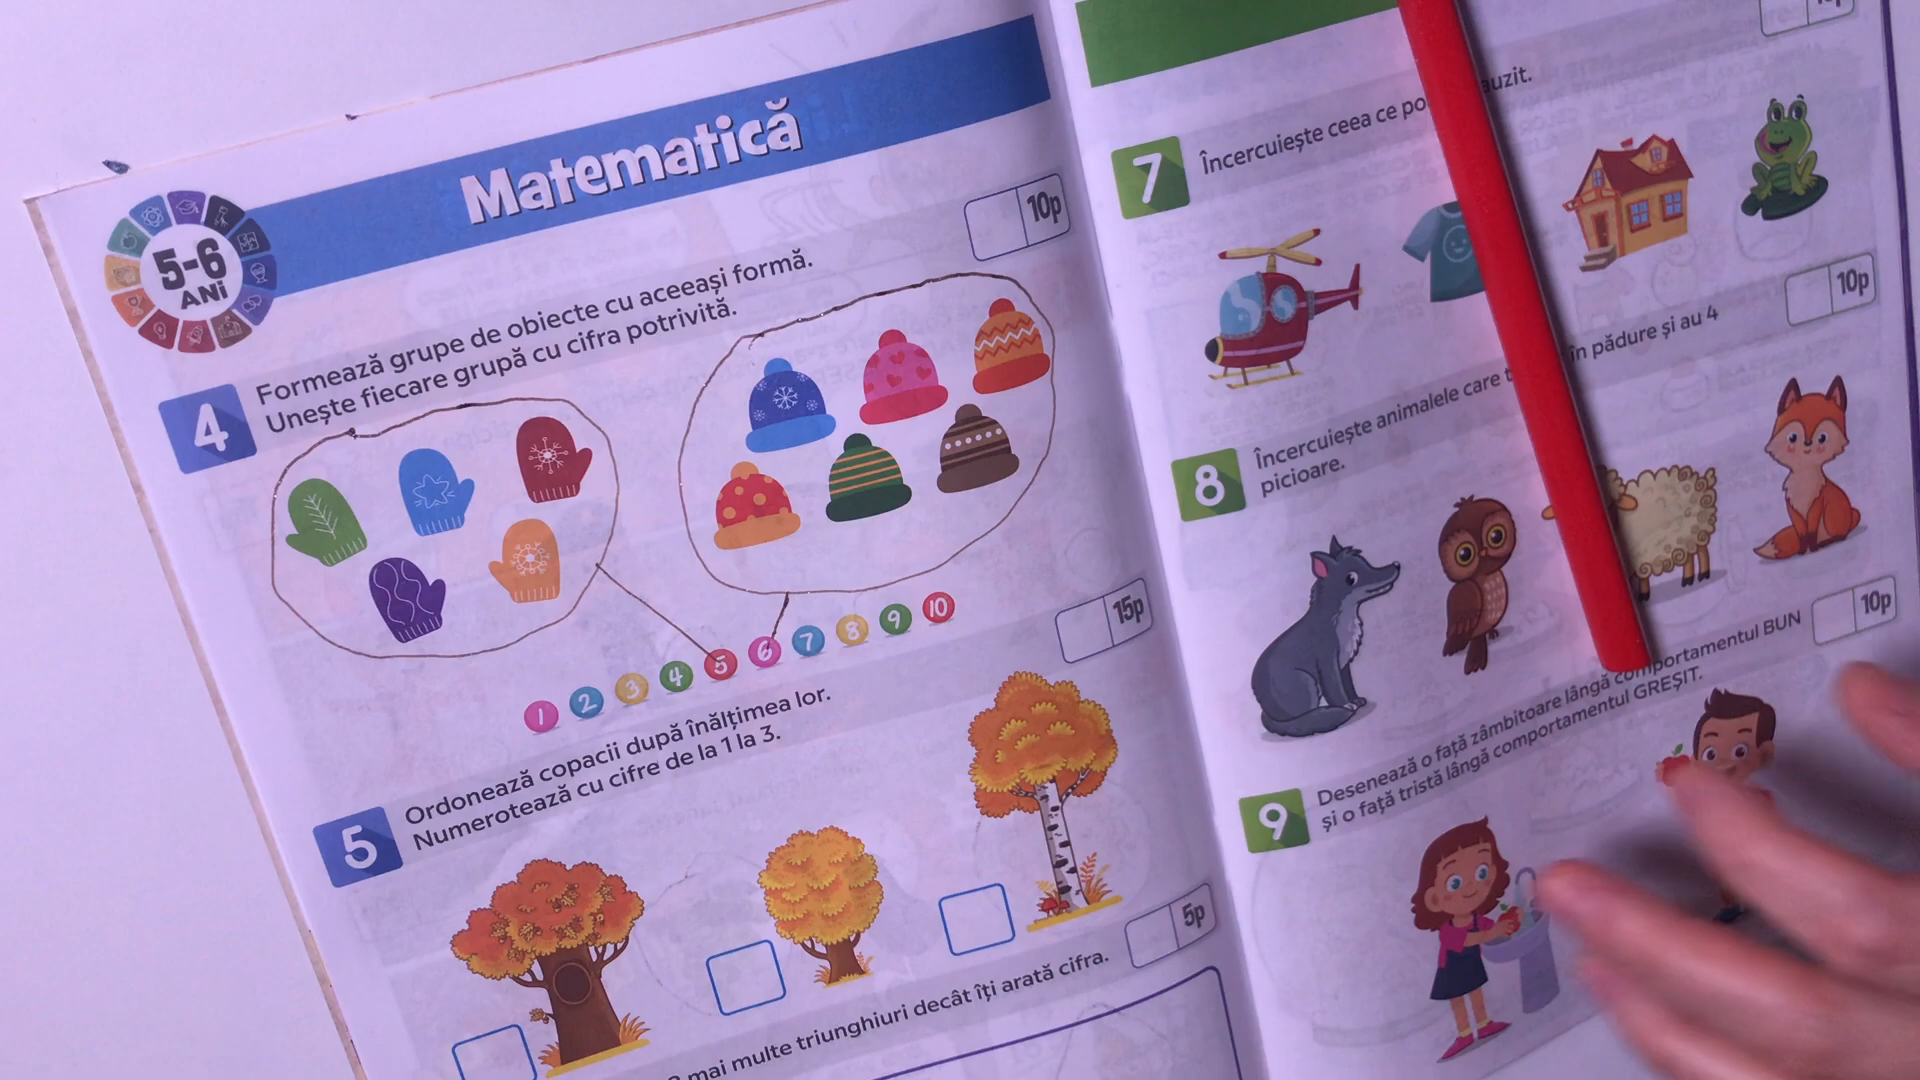 Matematică
5-6
ANI
10p
4
Formează grupe de obiecte cu aceeași formă.
Unește fiecare grupă cu cifra potrivită.
1 2 3 4 5 6 7 8 9 10
15p
5
Ordonează copacii după înălțimea lor.
Numerotează cu cifre de la 1 la 3.
5p
mai multe triunghiuri decât îți arată cifra.
7
Încercuiește ceea ce
auzit.
10p
8
Încercuiește animalele care
în pădure și au 4
picioare.
10p
9
Desenează o față zâmbitoare lângă comportamentul BUN
și o față tristă lângă comportamentul GREȘIT.